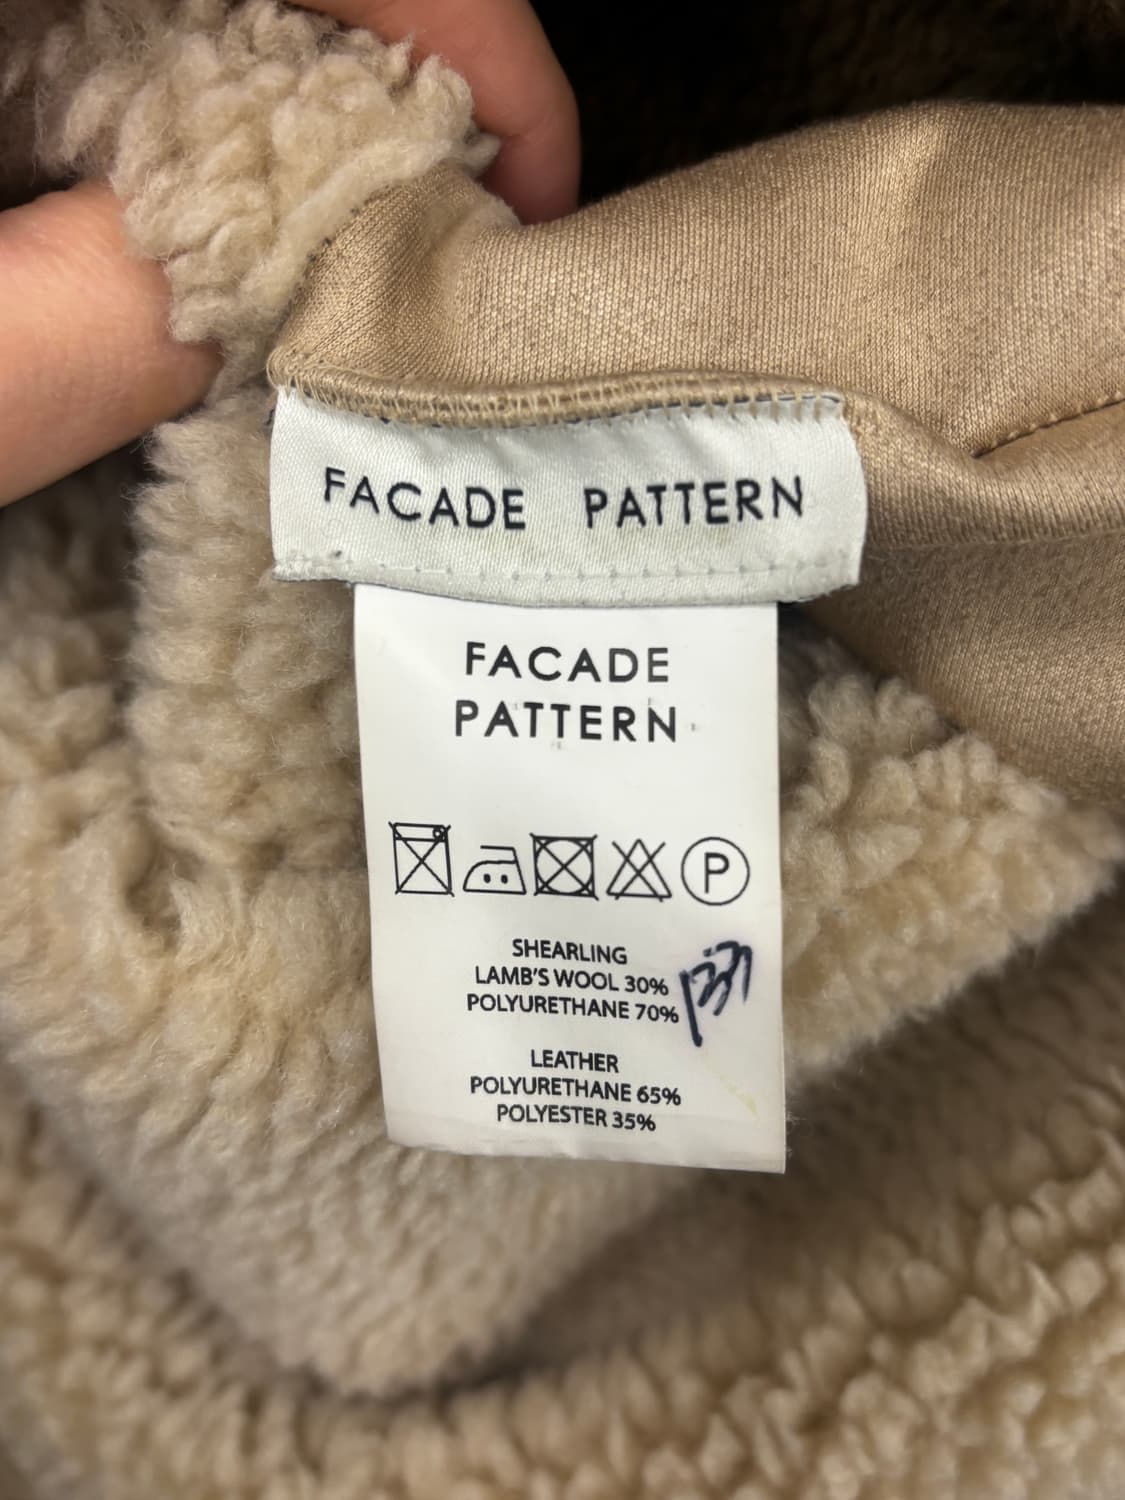 FACADE PATTERN
FACADE
PATTERN
P
SHEARLING
LAMB'S WOOL 30%
POLYURETHANE 70%
LEATHER
POLYURETHANE 65%
POLYESTER 35%